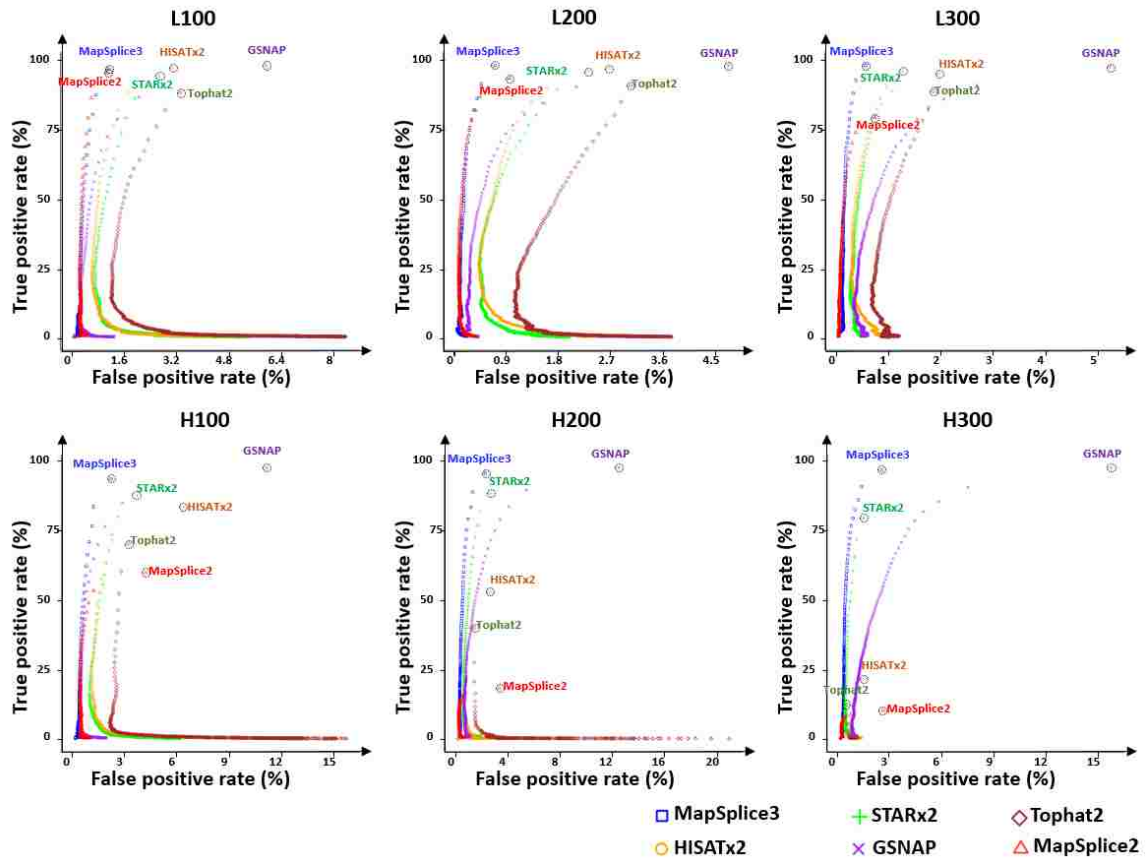 L100
L200
L300
True positive rate (%)
100
75
50
25
0
MapSplice3
HISATx2
GSNAP
MapSplice2
STARx2
Tophat2
0 1.6 3.2 4.8 6.4 8
False positive rate (%)
True positive rate (%)
100
75
50
25
0
MapSplice3
HISATx2
GSNAP
STARx2
MapSplice2
Tophat2
0 0.9 1.8 2.7 3.6 4.5
False positive rate (%)
True positive rate (%)
100
75
50
25
0
MapSplice3
GSNAP
STARx2
HISATx2
Tophat2
MapSplice2
0 1 2 3 4 5
False positive rate (%)
H100
H200
H300
True positive rate (%)
100
75
50
25
0
GSNAP
MapSplice3
STARx2
HISATx2
Tophat2
MapSplice2
0 3 6 9 12 15
False positive rate (%)
True positive rate (%)
100
75
50
25
0
MapSplice3
GSNAP
STARx2
HISATx2
Tophat2
MapSplice2
0 4 8 12 16 20
False positive rate (%)
True positive rate (%)
100
75
50
25
0
MapSplice3
GSNAP
STARx2
HISATx2
Tophat2
MapSplice2
0 3 6 9 12 15
False positive rate (%)
MapSplice3
STARx2
Tophat2
HISATx2
GSNAP
MapSplice2